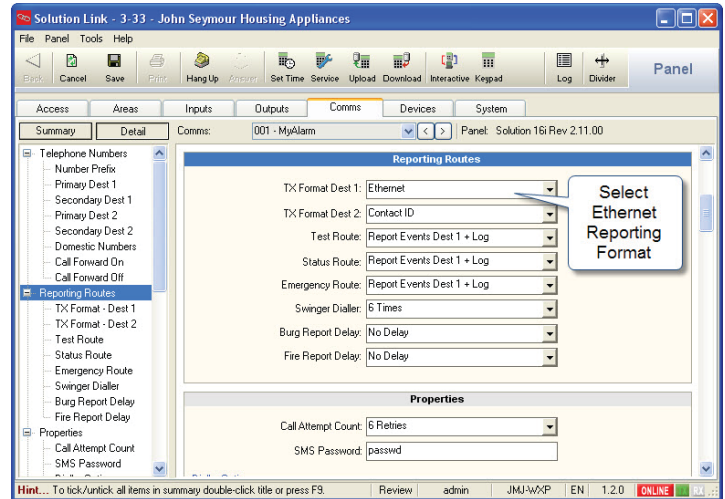 Solution Link - 3-33 - John Seymour Housing Appliances
File Panel Tools Help
Back Cancel Save Print Hang Up Answer Set Time Service Upload Download Interactive Keypad Log Divider Panel
Access Areas Inputs Outputs Comms Devices System
Summary Detail Comms: 001 - MyAlarm < > Panel: Solution 16i Rev 2.11.00
Telephone Numbers
Number Prefix
Primary Dest 1
Secondary Dest 1
Primary Dest 2
Secondary Dest 2
Domestic Numbers
Call Forward On
Call Forward Off
Reporting Routes
TX Format - Dest 1
TX Format - Dest 2
Test Route
Status Route
Emergency Route
Swinger Dialler
Burg Report Delay
Fire Report Delay
Properties
Call Attempt Count
SMS Password
Reporting Routes
TX Format Dest 1: Ethernet
TX Format Dest 2: Contact ID
Test Route: Report Events Dest 1 + Log
Status Route: Report Events Dest 1 + Log
Emergency Route: Report Events Dest 1 + Log
Swinger Dialler: 6 Times
Burg Report Delay: No Delay
Fire Report Delay: No Delay
Select
Ethernet
Reporting
Format
Properties
Call Attempt Count: 6 Retries
SMS Password: passwd
Hint... To tick/untick all items in summary double-click title or press F9. Review admin JMJ-WXP EN 1.2.0 ONLINE RX